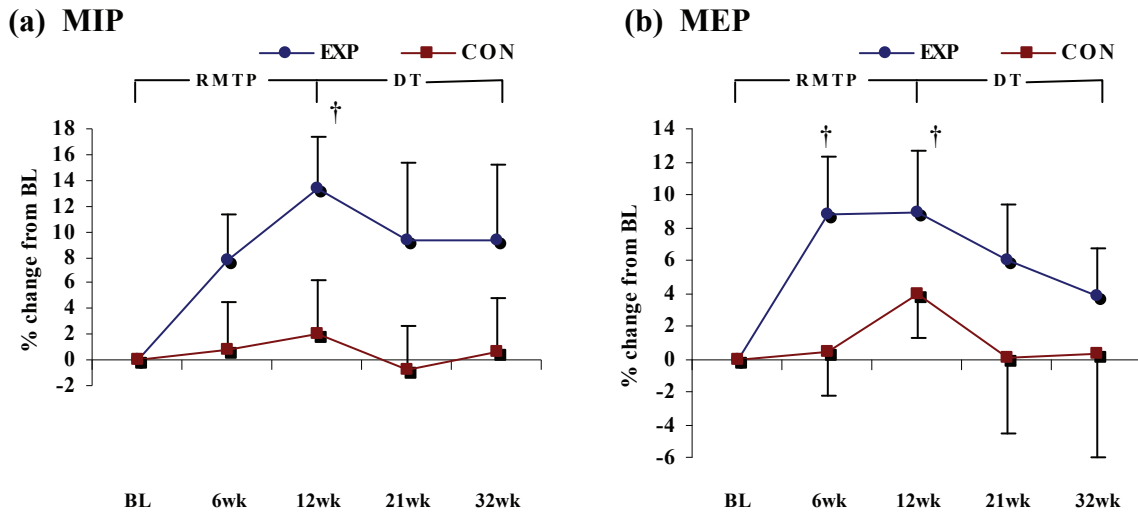 (a) MIP
EXP CON
RMTP DT
†
18
16
14
12
10
8
6
4
2
0
-2
% change from BL
BL 6wk 12wk 21wk 32wk
(b) MEP
EXP CON
RMTP DT
† †
14
12
10
8
6
4
2
0
-2
-4
-6
% change from BL
BL 6wk 12wk 21wk 32wk